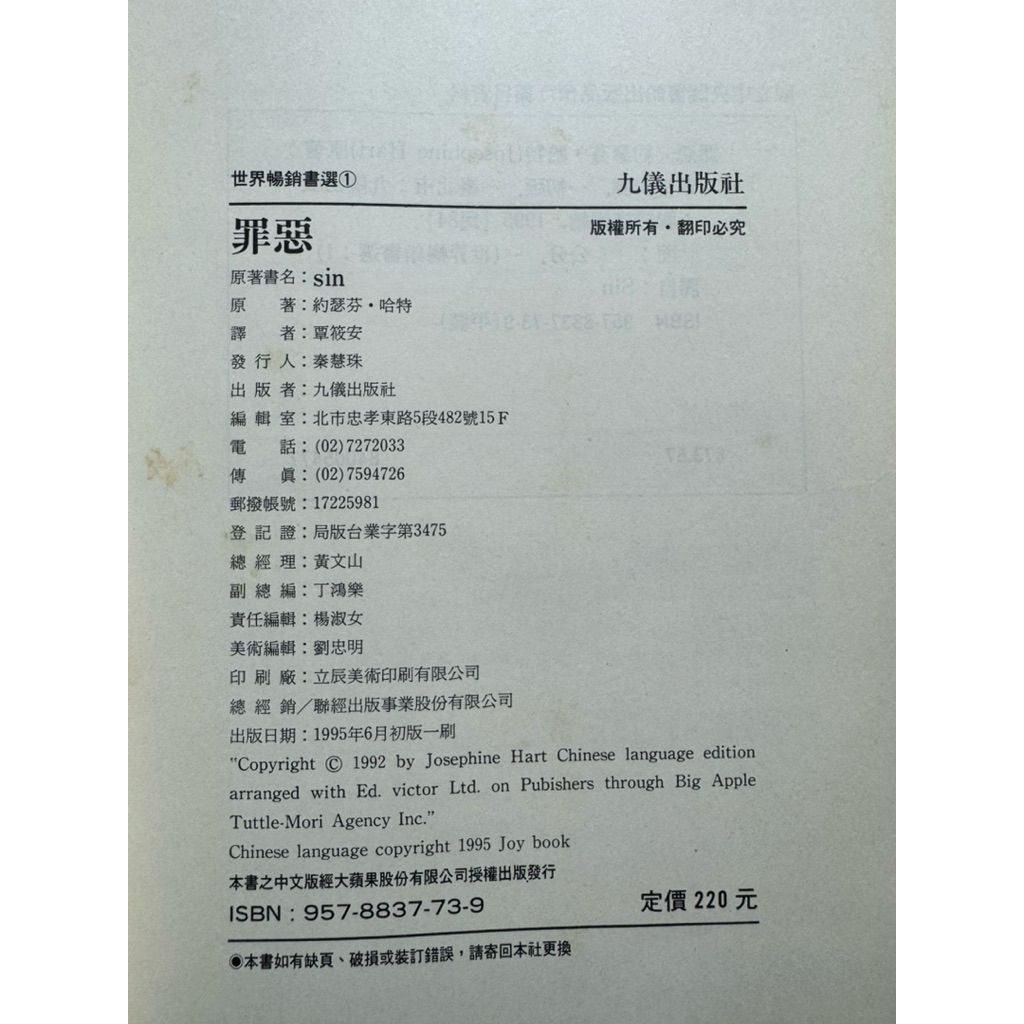 世界暢銷書選① 九儀出版社
罪惡 版權所有・翻印必究
原著書名：sin
原　　著：約瑟芬・哈特
譯　　者：覃筱安
發 行 人：秦慧珠
出 版 者：九儀出版社
編 輯 室：北市忠孝東路5段482號15F
電　　話：(02)7272033
傳　　眞：(02)7594726
郵撥帳號：17225981
登 記 證：局版台業字第3475
總 經 理：黃文山
副 總 編：丁鴻樂
責任編輯：楊淑女
美術編輯：劉忠明
印 刷 廠：立辰美術印刷有限公司
總 經 銷／聯經出版事業股份有限公司
出版日期：1995年6月初版一刷
"Copyright © 1992 by Josephine Hart Chinese language edition
arranged with Ed. victor Ltd. on Pubishers through Big Apple
Tuttle-Mori Agency Inc."
Chinese language copyright 1995 Joy book
本書之中文版經大蘋果股份有限公司授權出版發行
ISBN：957-8837-73-9 定價 220 元
◉本書如有缺頁、破損或裝訂錯誤，請寄回本社更換